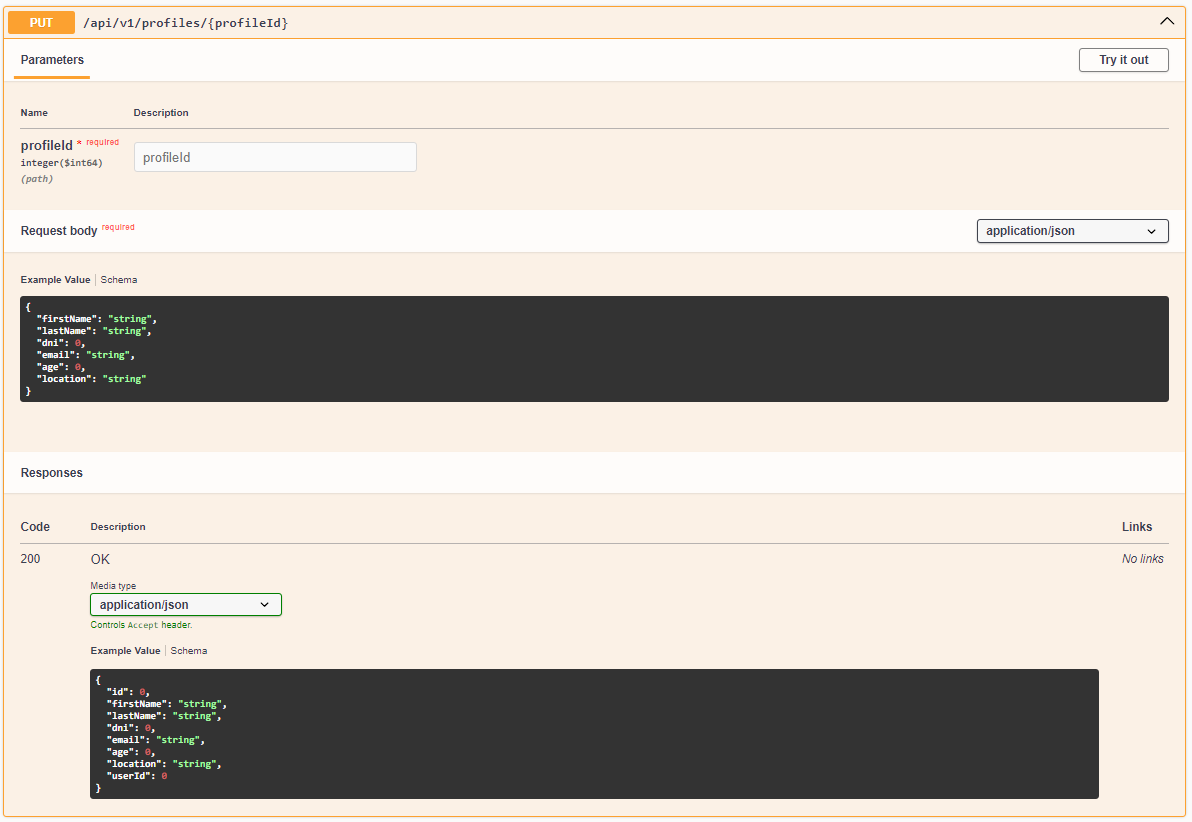 PUT /api/v1/profiles/{profileId}
Parameters
Try it out
Name Description
profileId * required
integer($int64)
(path)
profileId
Request body required
application/json
Example Value | Schema
{
  "firstName": "string",
  "lastName": "string",
  "dni": 0,
  "email": "string",
  "age": 0,
  "location": "string"
}
Responses
Code Description Links
200 OK No links
Media type
application/json
Controls Accept header.
Example Value | Schema
{
  "id": 0,
  "firstName": "string",
  "lastName": "string",
  "dni": 0,
  "email": "string",
  "age": 0,
  "location": "string",
  "userId": 0
}